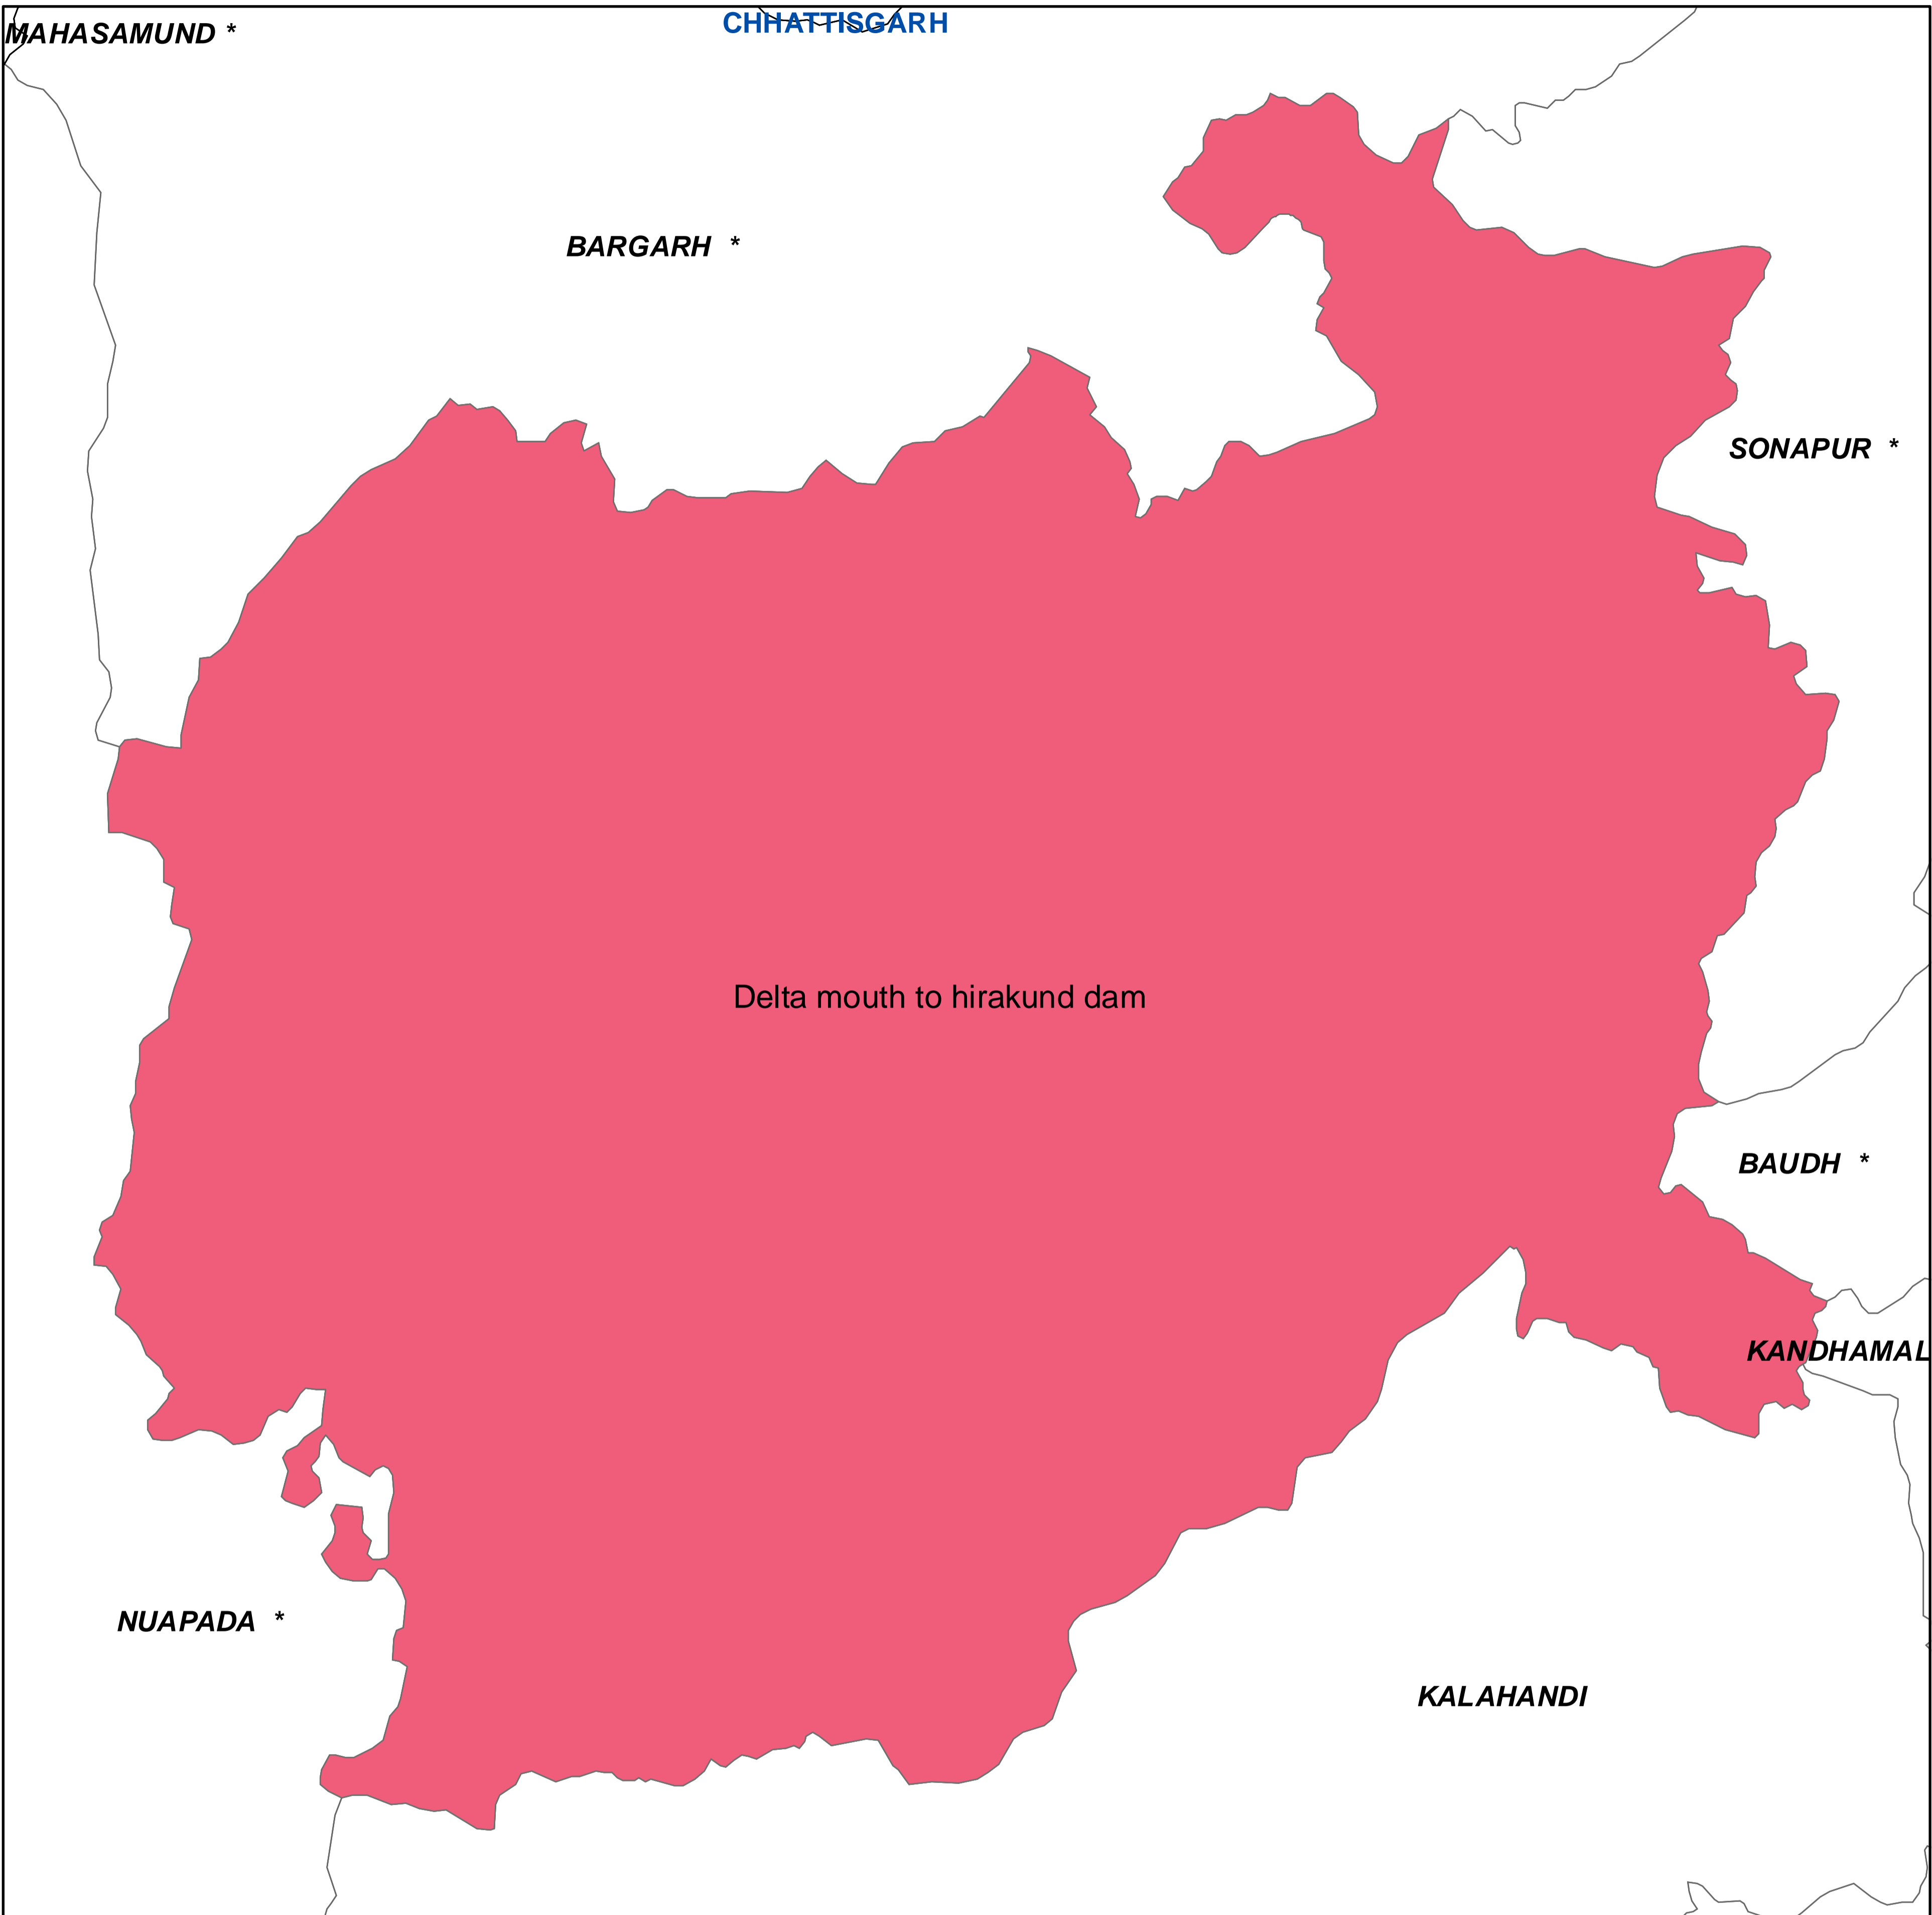 CHHATTISGARH
MAHASAMUND *
BARGARH *
SONAPUR *
Delta mouth to hirakund dam
BAUDH *
KANDHAMAL
NUAPADA *
KALAHANDI